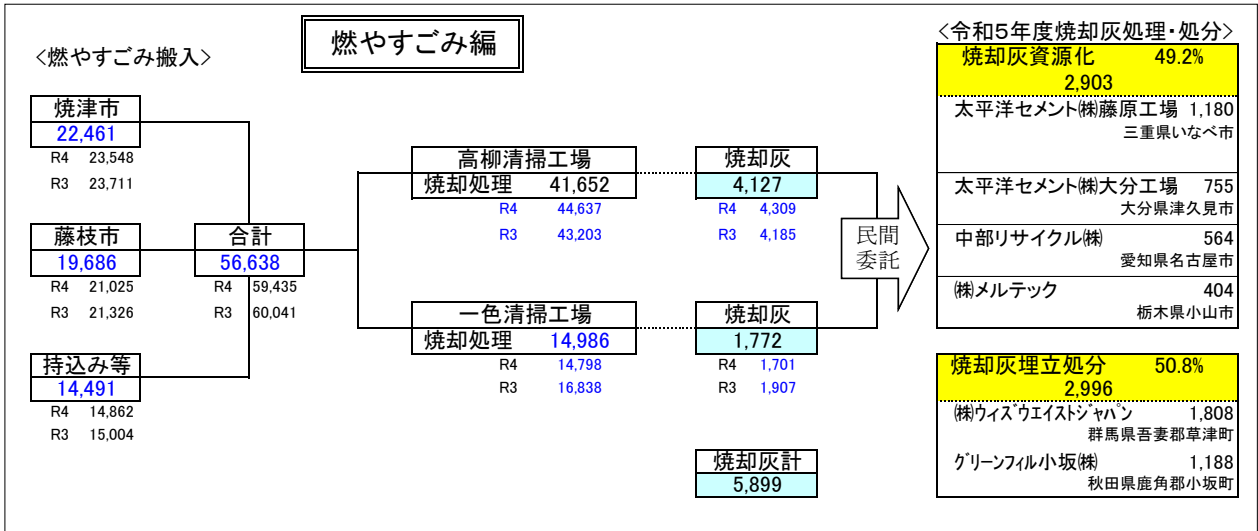 燃やすごみ編
<燃やすごみ搬入>
焼津市
22,461
R4 23,548
R3 23,711
藤枝市
19,686
R4 21,025
R3 21,326
持込み等
14,491
R4 14,862
R3 15,004
合計
56,638
R4 59,435
R3 60,041
高柳清掃工場
焼却処理 41,652
R4 44,637
R3 43,203
一色清掃工場
焼却処理 14,986
R4 14,798
R3 16,838
焼却灰
4,127
R4 4,309
R3 4,185
焼却灰
1,772
R4 1,701
R3 1,907
焼却灰計
5,899
民間
委託
<令和5年度焼却灰処理・処分>
焼却灰資源化 49.2%
2,903
太平洋セメント㈱藤原工場 1,180
三重県いなべ市
太平洋セメント㈱大分工場 755
大分県津久見市
中部リサイクル㈱ 564
愛知県名古屋市
㈱メルテック 404
栃木県小山市
焼却灰埋立処分 50.8%
2,996
㈱ウィズウエイストジャパン 1,808
群馬県吾妻郡草津町
グリーンフィル小坂㈱ 1,188
秋田県鹿角郡小坂町